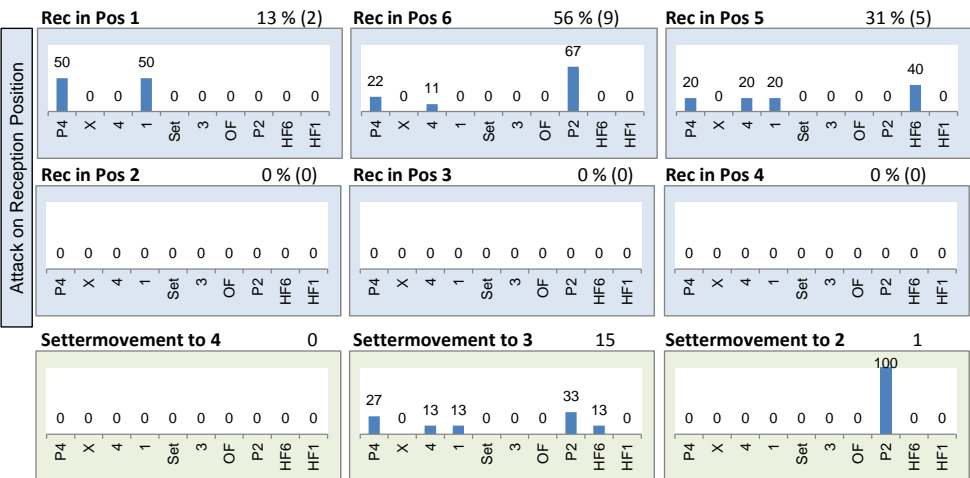 Attack on Reception Position
Rec in Pos 1 13 % (2)
50 0 0 50 0 0 0 0 0 0
P4 X 4 1 Set 3 OF P2 HF6 HF1
Rec in Pos 6 56 % (9)
22 0 11 0 0 0 0 67 0 0
P4 X 4 1 Set 3 OF P2 HF6 HF1
Rec in Pos 5 31 % (5)
20 0 20 20 0 0 0 0 40 0
P4 X 4 1 Set 3 OF P2 HF6 HF1
Rec in Pos 2 0 % (0)
0 0 0 0 0 0 0 0 0 0
P4 X 4 1 Set 3 OF P2 HF6 HF1
Rec in Pos 3 0 % (0)
0 0 0 0 0 0 0 0 0 0
P4 X 4 1 Set 3 OF P2 HF6 HF1
Rec in Pos 4 0 % (0)
0 0 0 0 0 0 0 0 0 0
P4 X 4 1 Set 3 OF P2 HF6 HF1
Settermovement to 4 0
0 0 0 0 0 0 0 0 0 0
P4 X 4 1 Set 3 OF P2 HF6 HF1
Settermovement to 3 15
27 0 13 13 0 0 0 33 13 0
P4 X 4 1 Set 3 OF P2 HF6 HF1
Settermovement to 2 1
0 0 0 0 0 0 0 100 0 0
P4 X 4 1 Set 3 OF P2 HF6 HF1